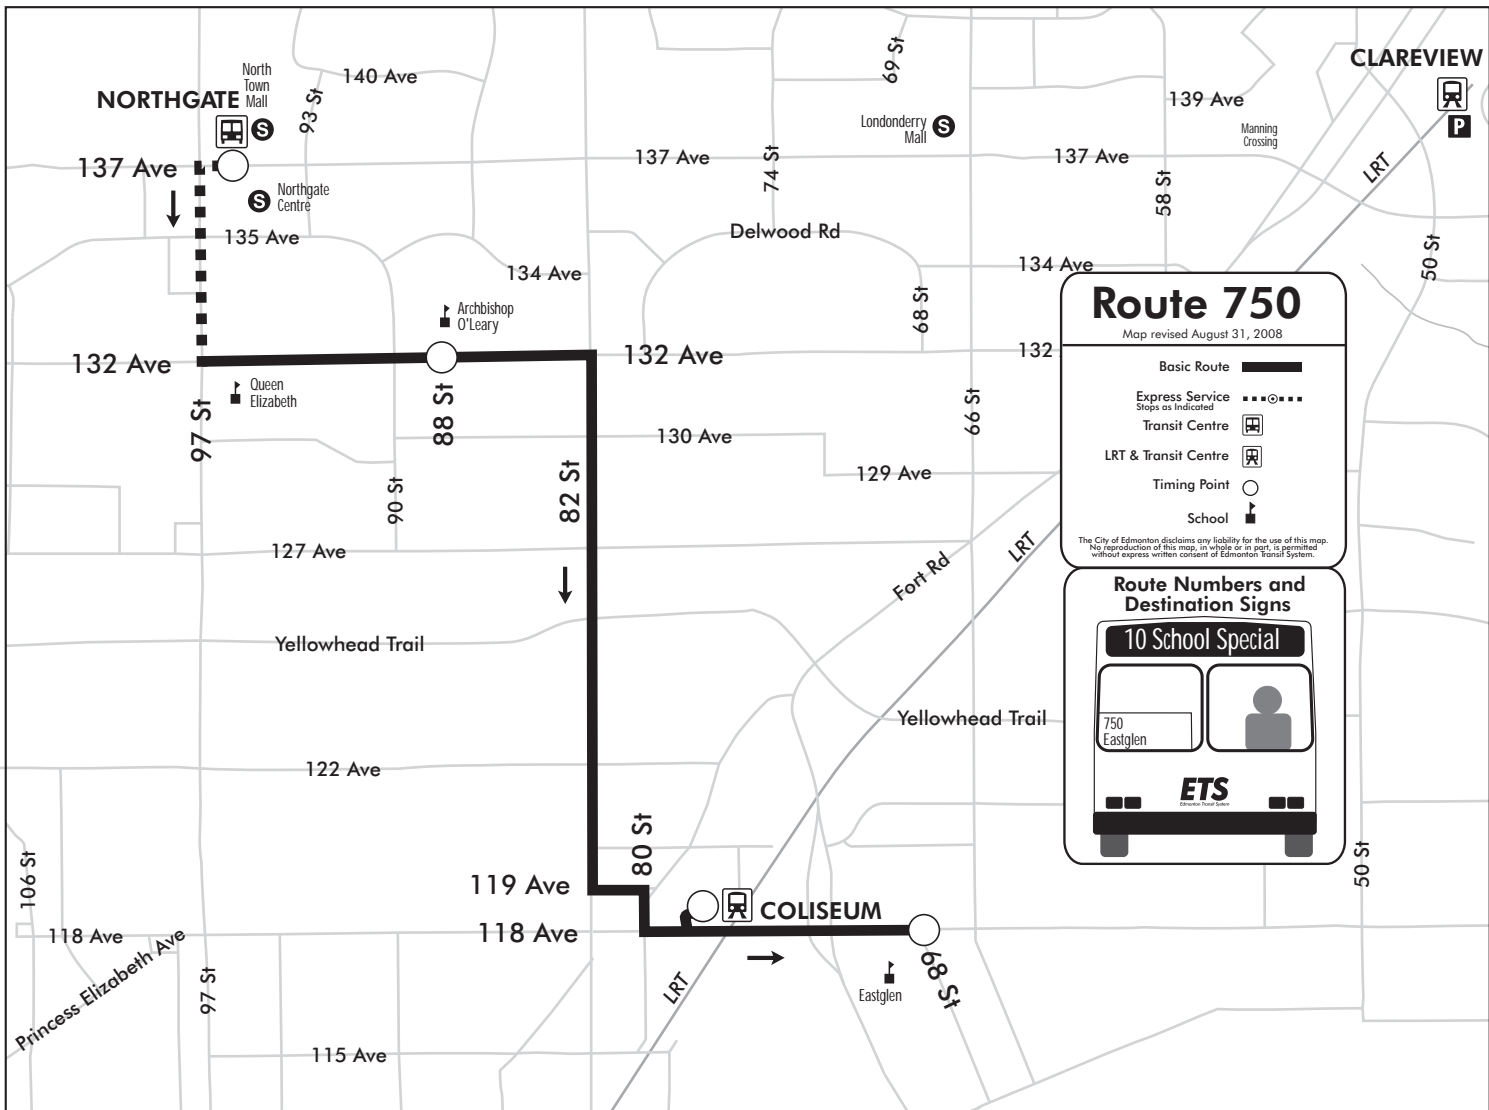 North
Town
Mall
NORTHGATE
S
93 St
140 Ave
69 St
CLAREVIEW
139 Ave
P
Londonderry
Mall
S
Manning
Crossing
137 Ave
137 Ave
74 St
137 Ave
LRT
58 St
S
Northgate
Centre
135 Ave
Delwood Rd
50 St
134 Ave
134 Ave
68 St
Archbishop
O'Leary
132 Ave
132 Ave
132
Queen
Elizabeth
97 St
88 St
66 St
130 Ave
129 Ave
90 St
82 St
127 Ave
Fort Rd
LRT
Yellowhead Trail
Yellowhead Trail
122 Ave
80 St
106 St
119 Ave
50 St
COLISEUM
118 Ave
118 Ave
Princess Elizabeth Ave
97 St
LRT
Eastglen
68 St
115 Ave
Route 750
Map revised August 31, 2008
Basic Route
Express Service
Stops as Indicated
Transit Centre
LRT & Transit Centre
Timing Point
School
The City of Edmonton disclaims any liability for the use of this map.
No reproduction of this map, in whole or in part, is permitted
without express written consent of Edmonton Transit System.
Route Numbers and
Destination Signs
10 School Special
750
Eastglen
ETS
Edmonton Transit System